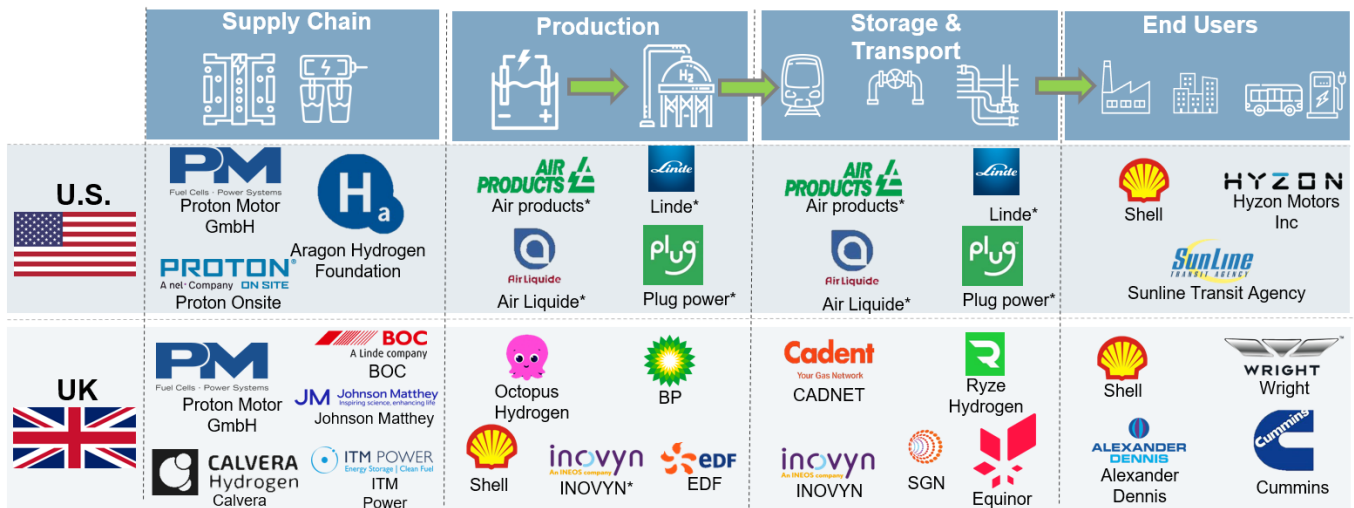 Supply Chain
Production
Storage &
Transport
End Users
H2
U.S.
PM
Fuel Cells · Power Systems
Proton Motor
GmbH
Ha
Aragon Hydrogen
Foundation
PROTON®
A nel• Company ON SITE
Proton Onsite
AIR
PRODUCTS
Air products*
Linde
Linde*
Air Liquide
Air Liquide*
plug™
Plug power*
AIR
PRODUCTS
Air products*
Linde
Linde*
Air Liquide
Air Liquide*
plug™
Plug power*
Shell
HYZON
Hyzon Motors
Inc
SunLine
TRANSIT AGENCY
Sunline Transit Agency
UK
PM
Fuel Cells · Power Systems
Proton Motor
GmbH
BOC
A Linde company
BOC
JM Johnson Matthey
Inspiring science, enhancing life
Johnson Matthey
CALVERA
Hydrogen
Calvera
ITM POWER
Energy Storage | Clean Fuel
ITM
Power
Octopus
Hydrogen
BP
Shell
inovyn
An INEOS company
INOVYN*
eDF
EDF
Cadent
Your Gas Network
CADNET
R
Ryze
Hydrogen
inovyn
An INEOS company
INOVYN
SGN
Equinor
Shell
WRIGHT™
Wright
ALEXANDER
DENNIS
Alexander
Dennis
Cummins
Cummins